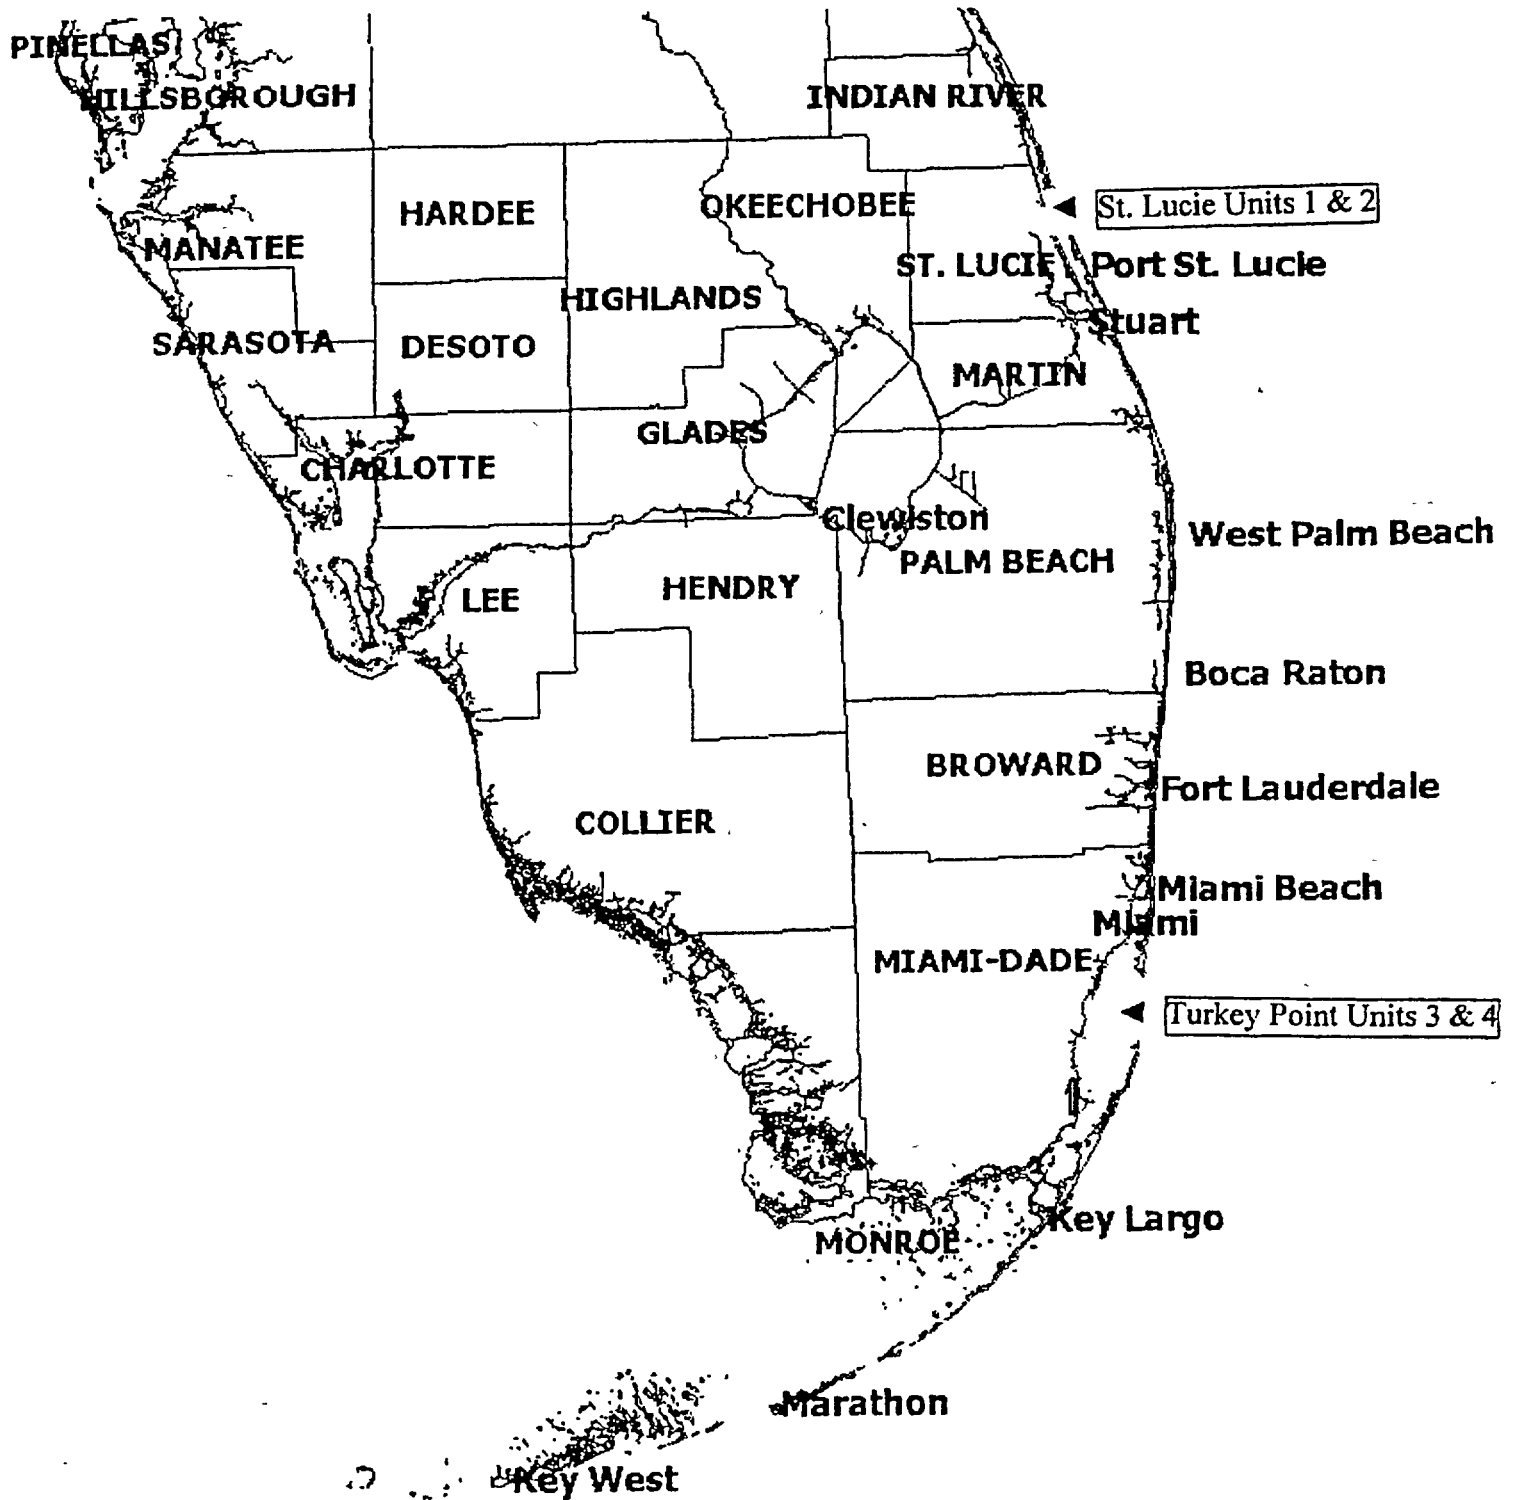 PINELLAS
HILLSBOROUGH
INDIAN RIVER
HARDEE
OKEECHOBEE
St. Lucie Units 1 & 2
MANATEE
ST. LUCIE
Port St. Lucie
HIGHLANDS
Stuart
SARASOTA
DESOTO
MARTIN
GLADES
CHARLOTTE
Clewiston
West Palm Beach
PALM BEACH
LEE
HENDRY
Boca Raton
BROWARD
Fort Lauderdale
COLLIER
Miami Beach
Miami
MIAMI-DADE
Turkey Point Units 3 & 4
Key Largo
MONROE
Marathon
Key West